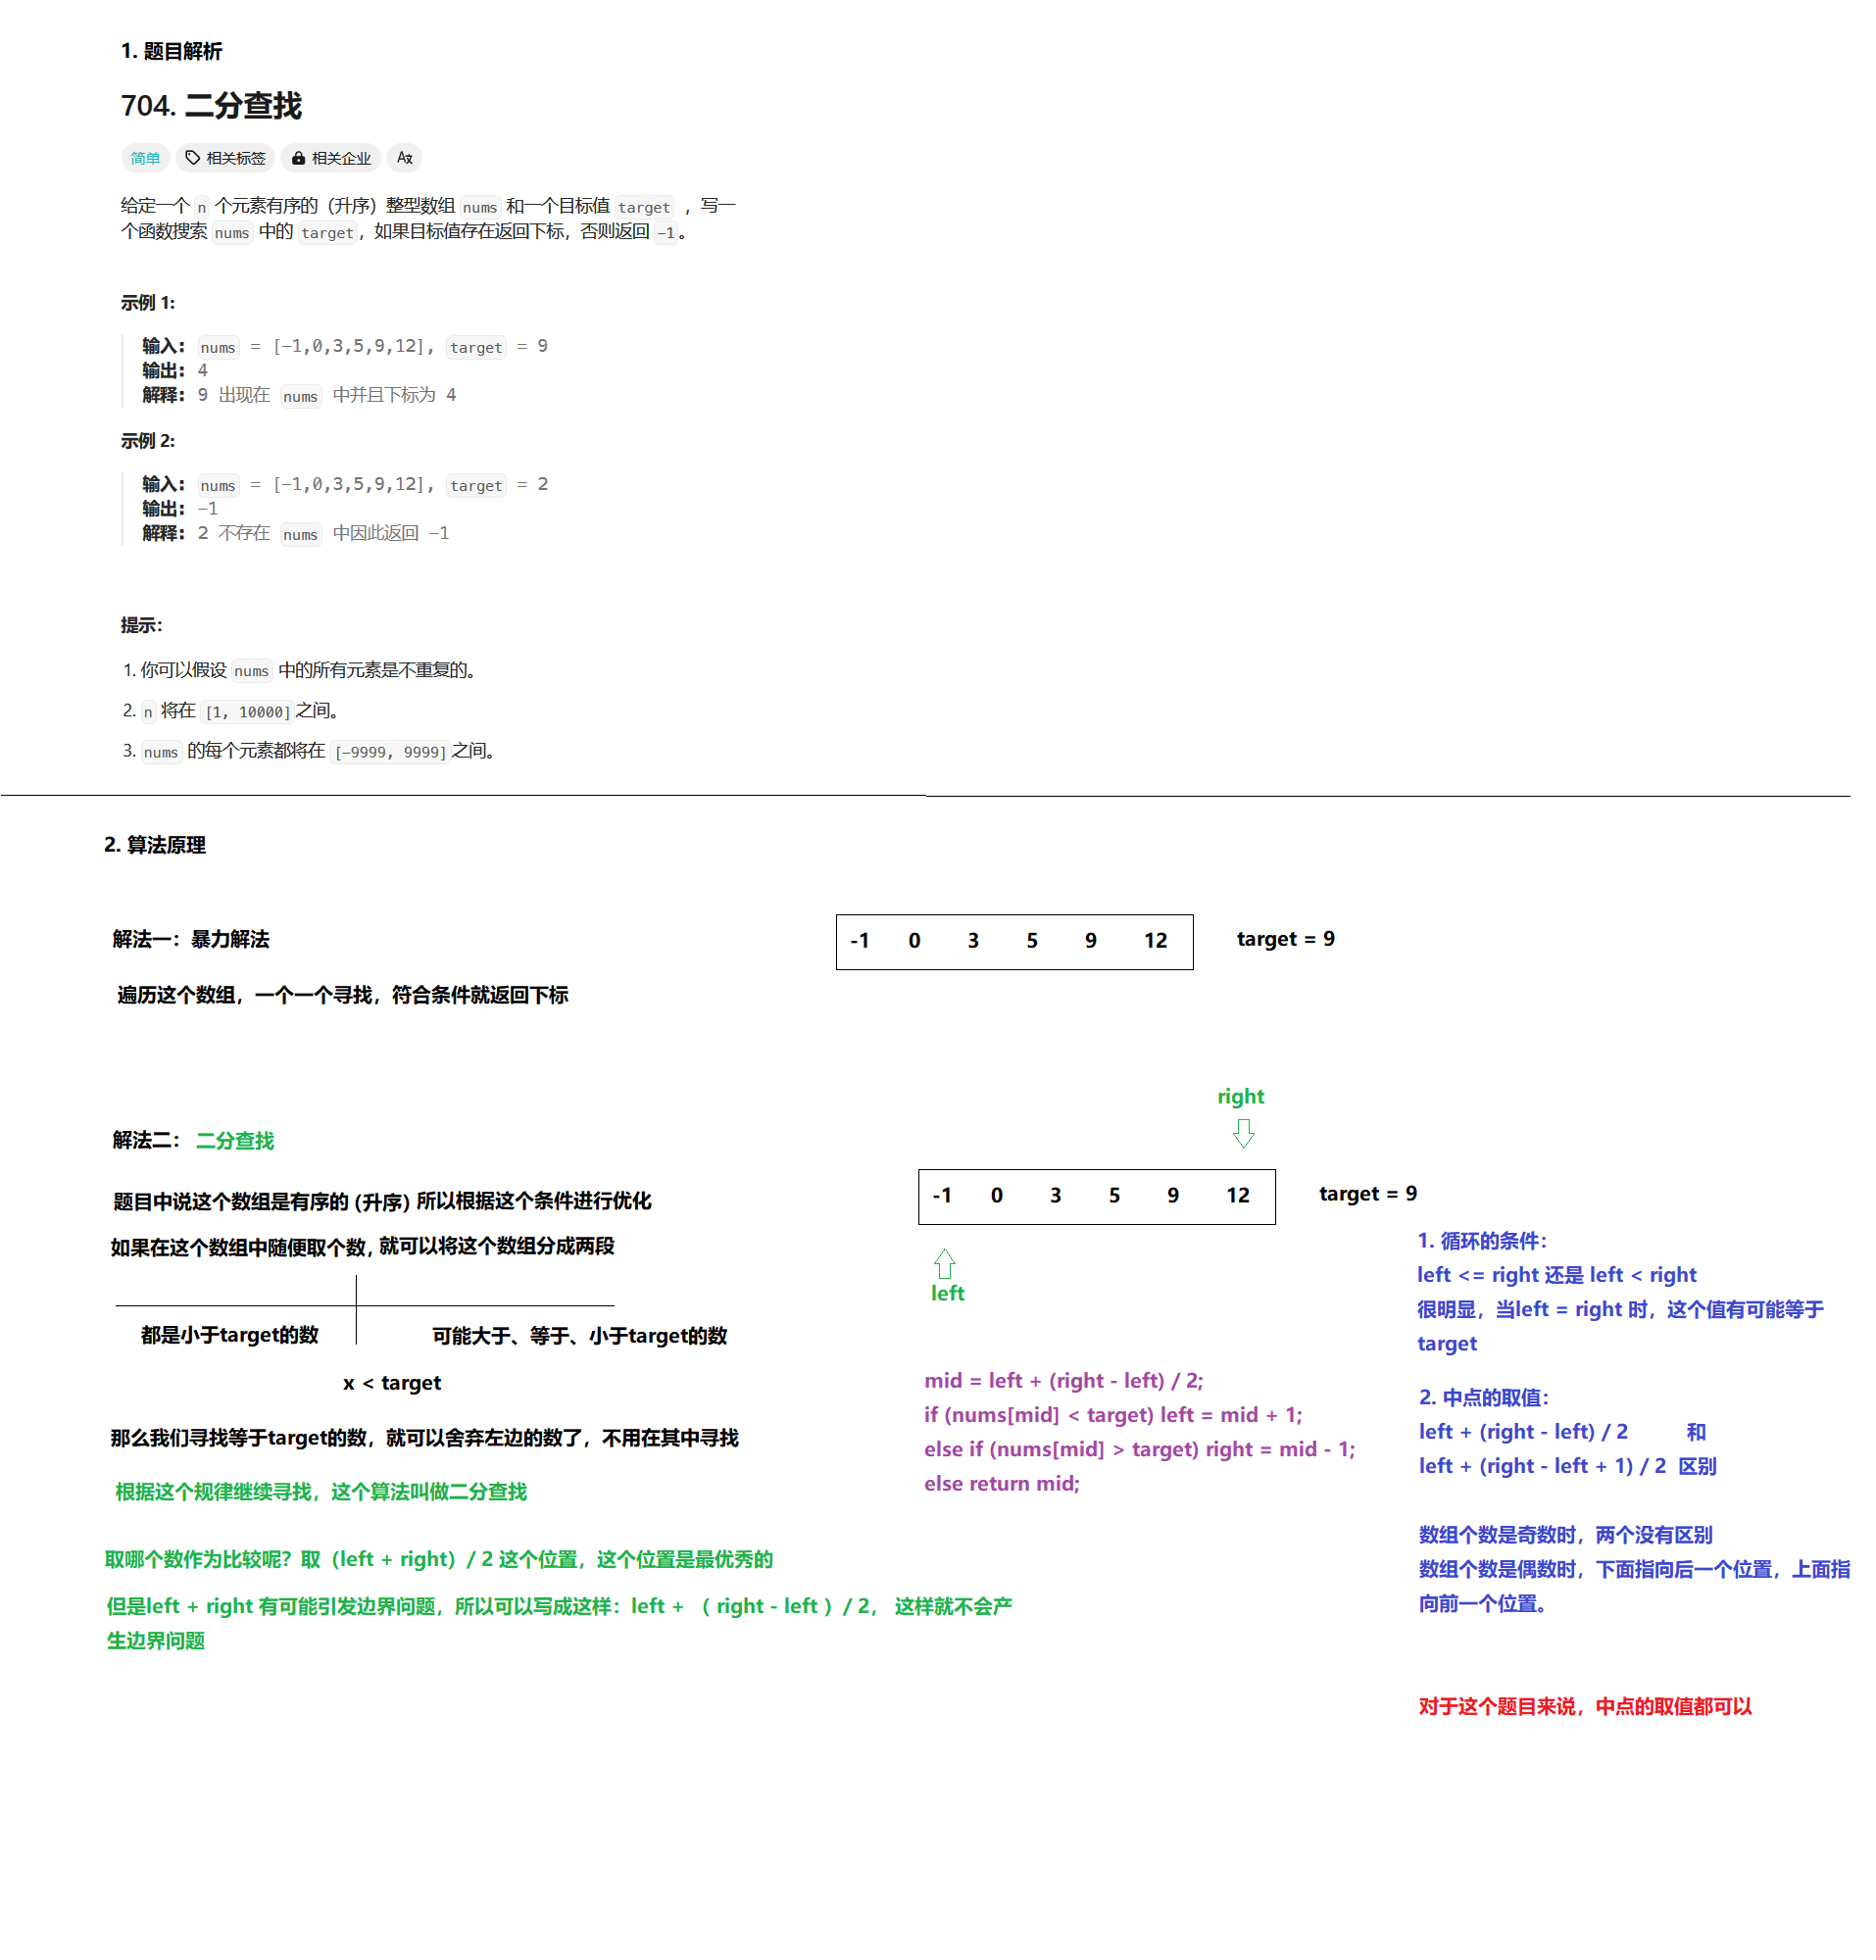 1. 题目解析
704. 二分查找
简单 相关标签 相关企业
给定一个 n 个元素有序的（升序）整型数组 nums 和一个目标值 target ，写一
个函数搜索 nums 中的 target，如果目标值存在返回下标，否则返回 -1。
示例 1:
输入: nums = [-1,0,3,5,9,12], target = 9
输出: 4
解释: 9 出现在 nums 中并且下标为 4
示例 2:
输入: nums = [-1,0,3,5,9,12], target = 2
输出: -1
解释: 2 不存在 nums 中因此返回 -1
提示：
1. 你可以假设 nums 中的所有元素是不重复的。
2. n 将在 [1, 10000]之间。
3. nums 的每个元素都将在 [-9999, 9999]之间。
2. 算法原理
解法一：暴力解法
遍历这个数组，一个一个寻找，符合条件就返回下标
-1 0 3 5 9 12 target = 9
解法二： 二分查找
题目中说这个数组是有序的 (升序) 所以根据这个条件进行优化
如果在这个数组中随便取个数, 就可以将这个数组分成两段
都是小于target的数 可能大于、等于、小于target的数
x < target
那么我们寻找等于target的数，就可以舍弃左边的数了，不用在其中寻找
根据这个规律继续寻找，这个算法叫做二分查找
取哪个数作为比较呢？取（left + right）/ 2 这个位置，这个位置是最优秀的
但是left + right 有可能引发边界问题，所以可以写成这样：left + （ right - left ）/ 2， 这样就不会产
生边界问题
right
-1 0 3 5 9 12 target = 9
left
mid = left + (right - left) / 2;
if (nums[mid] < target) left = mid + 1;
else if (nums[mid] > target) right = mid - 1;
else return mid;
1. 循环的条件：
left <= right 还是 left < right
很明显，当left = right 时，这个值有可能等于
target
2. 中点的取值：
left + (right - left) / 2 和
left + (right - left + 1) / 2 区别
数组个数是奇数时，两个没有区别
数组个数是偶数时，下面指向后一个位置，上面指
向前一个位置。
对于这个题目来说，中点的取值都可以